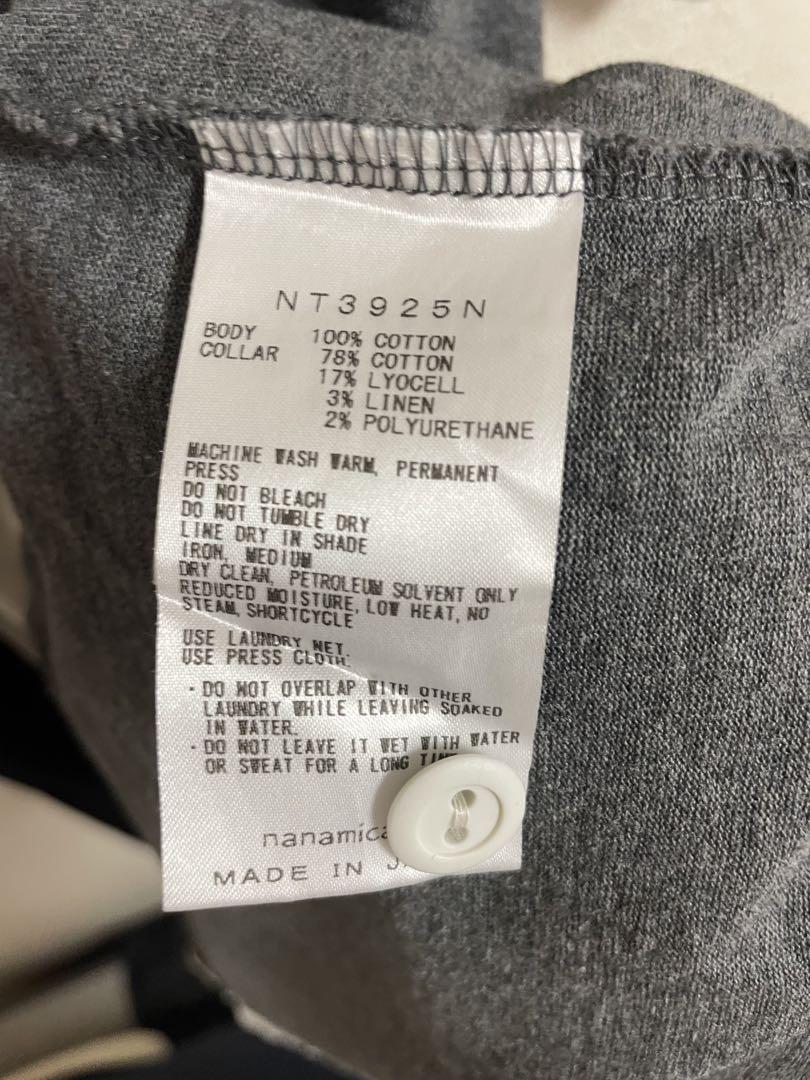 NT3925N
BODY 100% COTTON
COLLAR 78% COTTON
17% LYOCELL
3% LINEN
2% POLYURETHANE
MACHINE WASH WARM, PERMANENT
PRESS
DO NOT BLEACH
DO NOT TUMBLE DRY
LINE DRY IN SHADE
IRON, MEDIUM
DRY CLEAN, PETROLEUM SOLVENT ONLY
REDUCED MOISTURE, LOW HEAT, NO
STEAM, SHORTCYCLE
USE LAUNDRY NET.
USE PRESS CLOTH.
・DO NOT OVERLAP WITH OTHER
LAUNDRY WHILE LEAVING SOAKED
IN WATER.
・DO NOT LEAVE IT WET WITH WATER
OR SWEAT FOR A LONG
nanamica
MADE IN